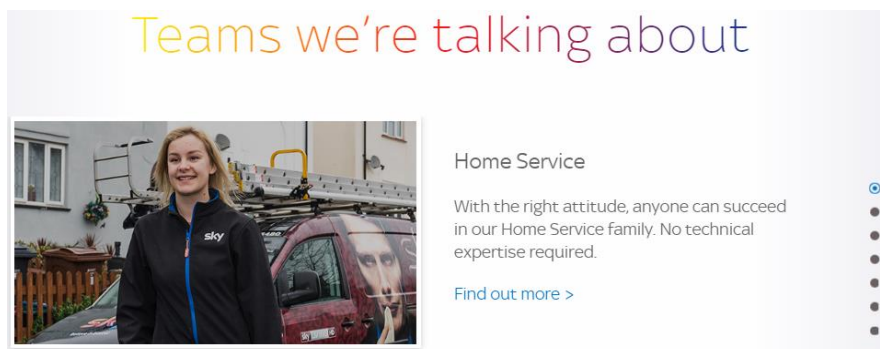 Teams we're talking about
Home Service
With the right attitude, anyone can succeed
in our Home Service family. No technical
expertise required.
Find out more >
sky